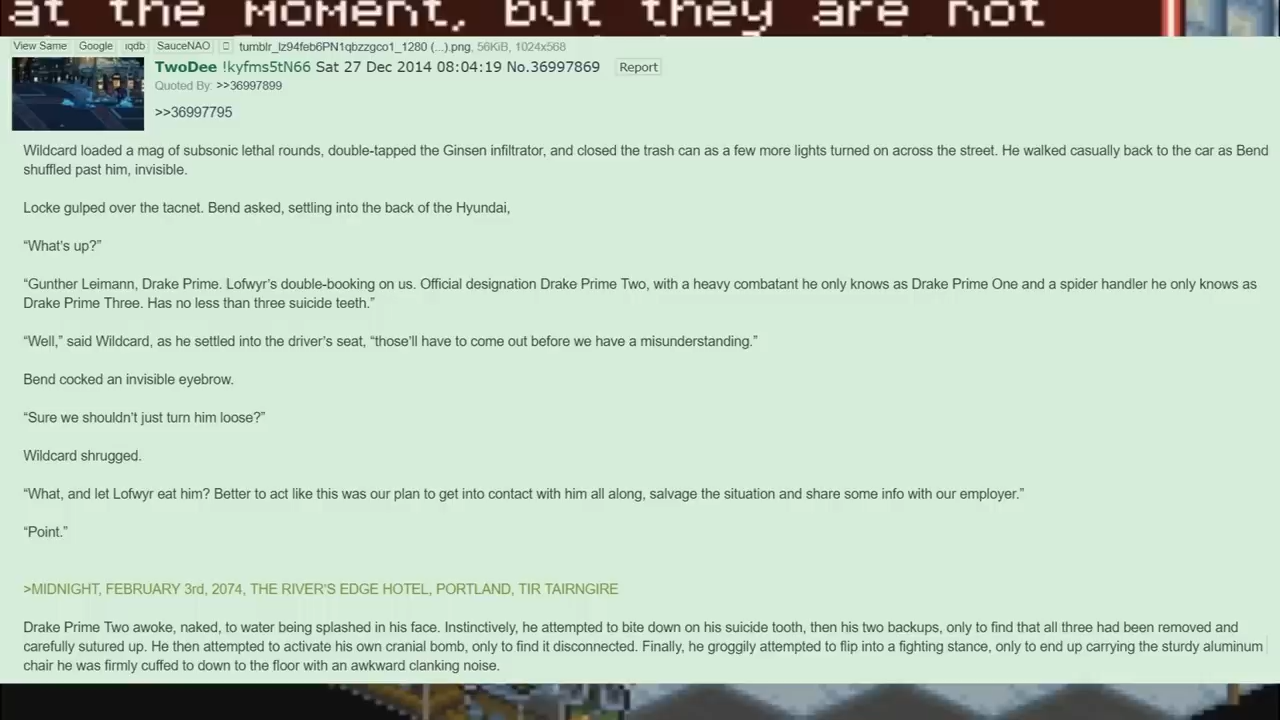 at the moment, but they are not
View Same Google iqdb SauceNAO tumblr_lz94feb6PN1qbzzgco1_1280 (...).png, 56KiB, 1024x568
TwoDee !kyfms5tN66 Sat 27 Dec 2014 08:04:19 No.36997869 Report
Quoted By: >>36997899
>>36997795
Wildcard loaded a mag of subsonic lethal rounds, double-tapped the Ginsen infiltrator, and closed the trash can as a few more lights turned on across the street. He walked casually back to the car as Bend
shuffled past him, invisible.
Locke gulped over the tacnet. Bend asked, settling into the back of the Hyundai,
“What's up?”
“Gunther Leimann, Drake Prime. Lofwyr's double-booking on us. Official designation Drake Prime Two, with a heavy combatant he only knows as Drake Prime One and a spider handler he only knows as
Drake Prime Three. Has no less than three suicide teeth.”
“Well,” said Wildcard, as he settled into the driver's seat, “those'll have to come out before we have a misunderstanding.”
Bend cocked an invisible eyebrow.
“Sure we shouldn't just turn him loose?”
Wildcard shrugged.
“What, and let Lofwyr eat him? Better to act like this was our plan to get into contact with him all along, salvage the situation and share some info with our employer.”
“Point.”
>MIDNIGHT, FEBRUARY 3rd, 2074, THE RIVER'S EDGE HOTEL, PORTLAND, TIR TAIRNGIRE
Drake Prime Two awoke, naked, to water being splashed in his face. Instinctively, he attempted to bite down on his suicide tooth, then his two backups, only to find that all three had been removed and
carefully sutured up. He then attempted to activate his own cranial bomb, only to find it disconnected. Finally, he groggily attempted to flip into a fighting stance, only to end up carrying the sturdy aluminum
chair he was firmly cuffed to down to the floor with an awkward clanking noise.